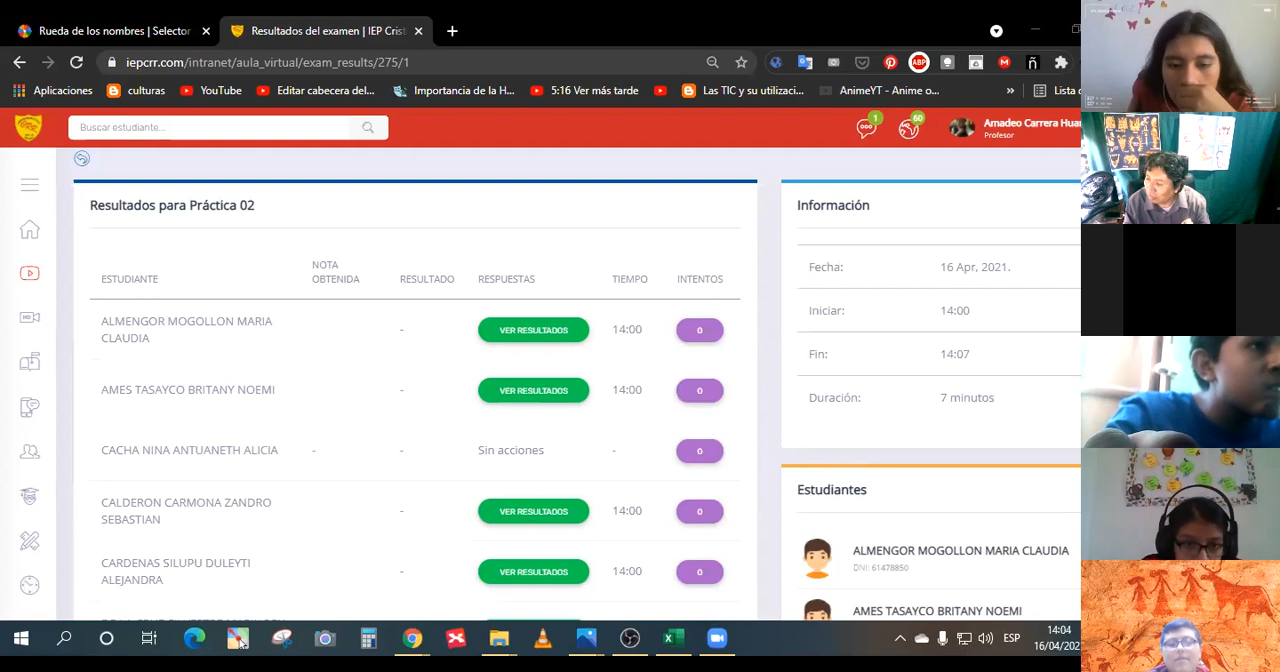 Rueda de los nombres | Selector
Resultados del examen | IEP Crist
iepcrr.com/intranet/aula_virtual/exam_results/275/1
Aplicaciones
culturas
YouTube
Editar cabecera del...
Importancia de la H...
5:16 Ver más tarde
Las TIC y su utilizaci...
AnimeYT - Anime o...
»
Lista de
Buscar estudiante...
1
60
Amadeo Carrera Huar
Profesor
Resultados para Práctica 02
ESTUDIANTE
NOTA OBTENIDA
RESULTADO
RESPUESTAS
TIEMPO
INTENTOS
ALMENGOR MOGOLLON MARIA
CLAUDIA
-
VER RESULTADOS
14:00
0
AMES TASAYCO BRITANY NOEMI
-
VER RESULTADOS
14:00
0
CACHA NINA ANTUANETH ALICIA
-
-
Sin acciones
-
0
CALDERON CARMONA ZANDRO
SEBASTIAN
-
VER RESULTADOS
14:00
0
CARDENAS SILUPU DULEYTI
ALEJANDRA
-
VER RESULTADOS
14:00
0
Información
Fecha:
16 Apr, 2021.
Iniciar:
14:00
Fin:
14:07
Duración:
7 minutos
Estudiantes
ALMENGOR MOGOLLON MARIA CLAUDIA
DNI: 61478850
AMES TASAYCO BRITANY NOEMI
ESP
14:04
16/04/202